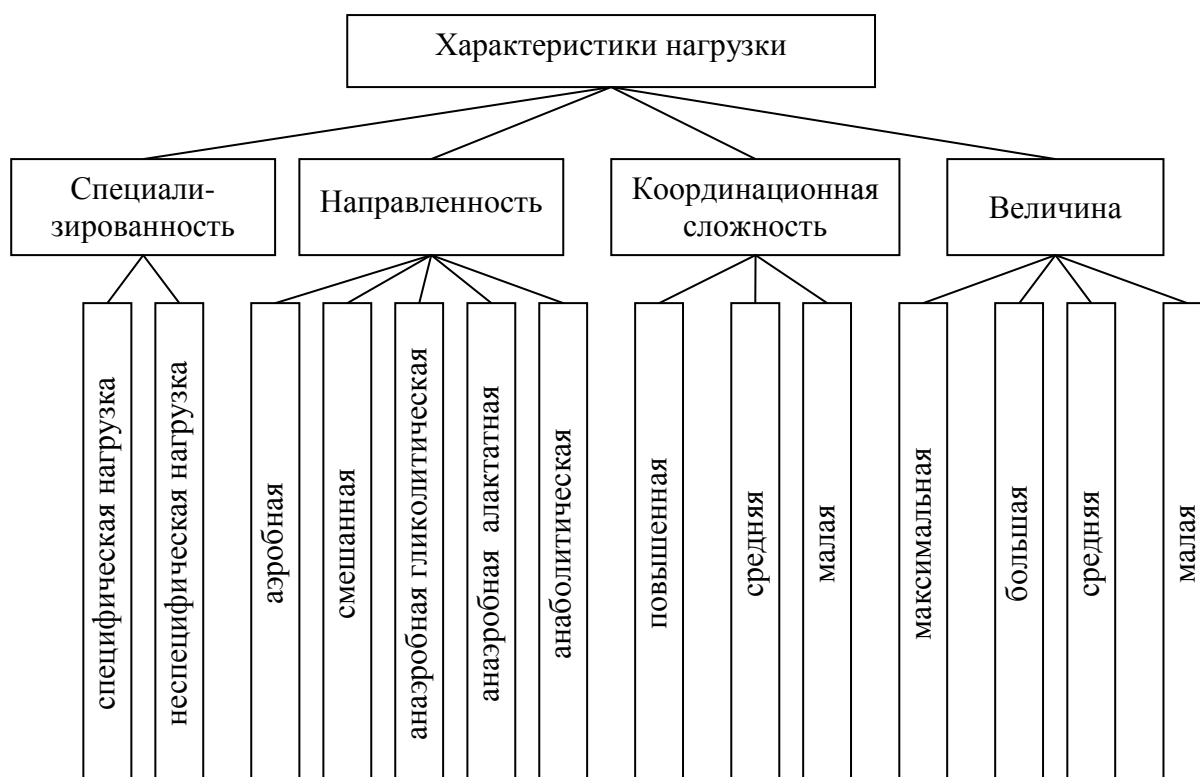 Характеристики нагрузки
Специали-
зированность
Направленность
Координационная
сложность
Величина
специфическая нагрузка
неспецифическая нагрузка
аэробная
смешанная
анаэробная гликолитическая
анаэробная алактатная
анаболитическая
повышенная
средняя
малая
максимальная
большая
средняя
малая